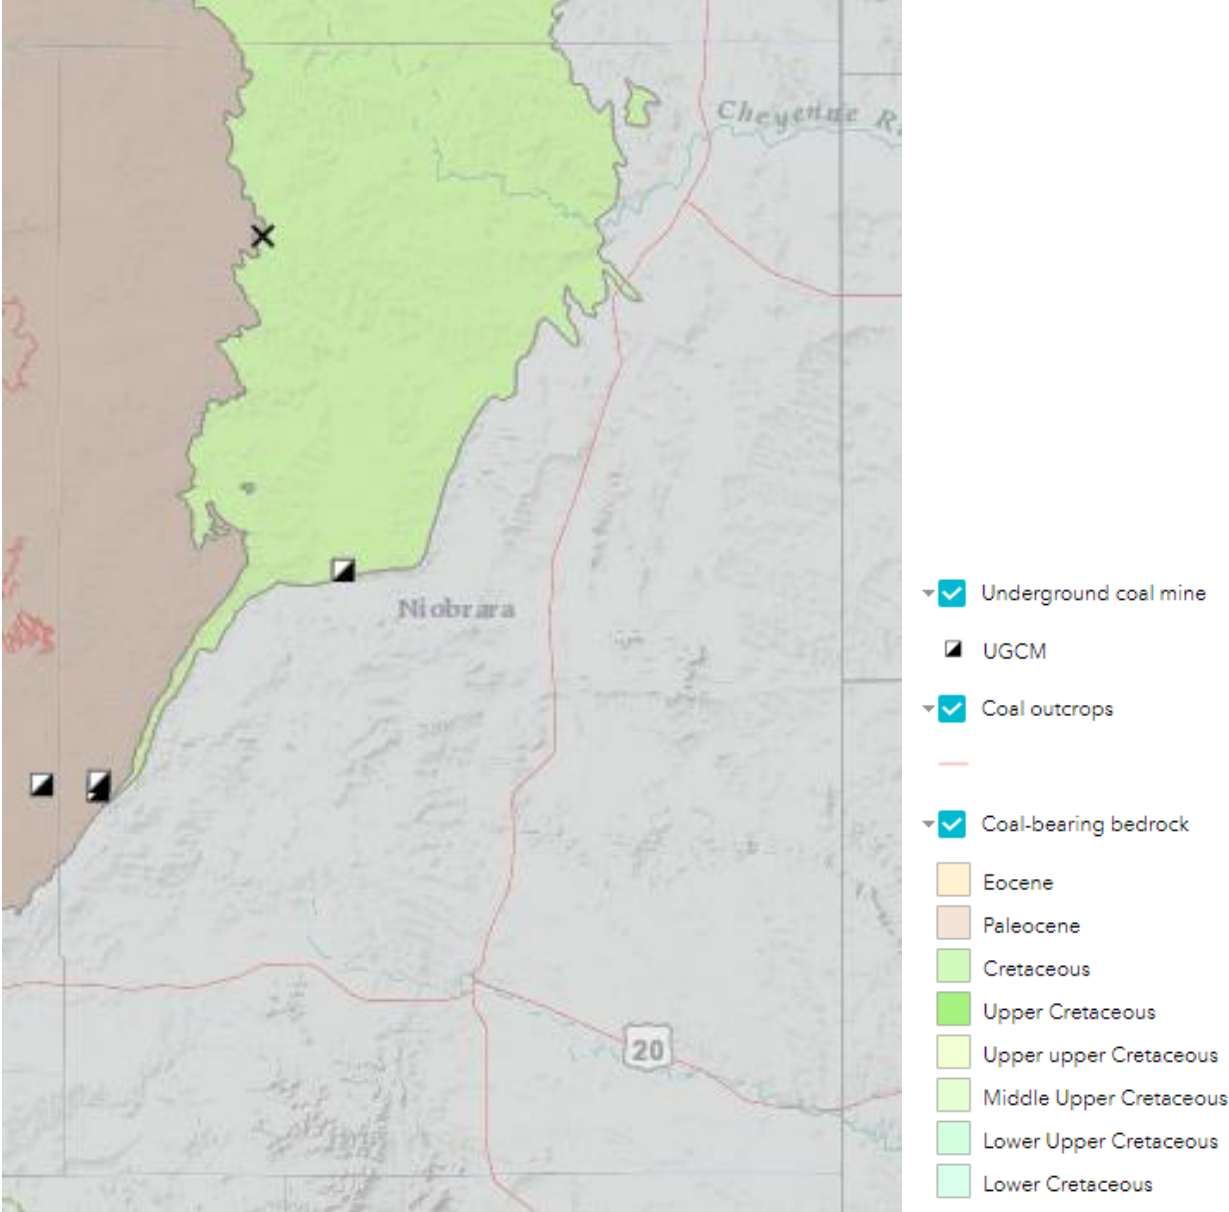 Cheyenne R.
Niobrara
20
Underground coal mine
UGCM
Coal outcrops
Coal-bearing bedrock
Eocene
Paleocene
Cretaceous
Upper Cretaceous
Upper upper Cretaceous
Middle Upper Cretaceous
Lower Upper Cretaceous
Lower Cretaceous